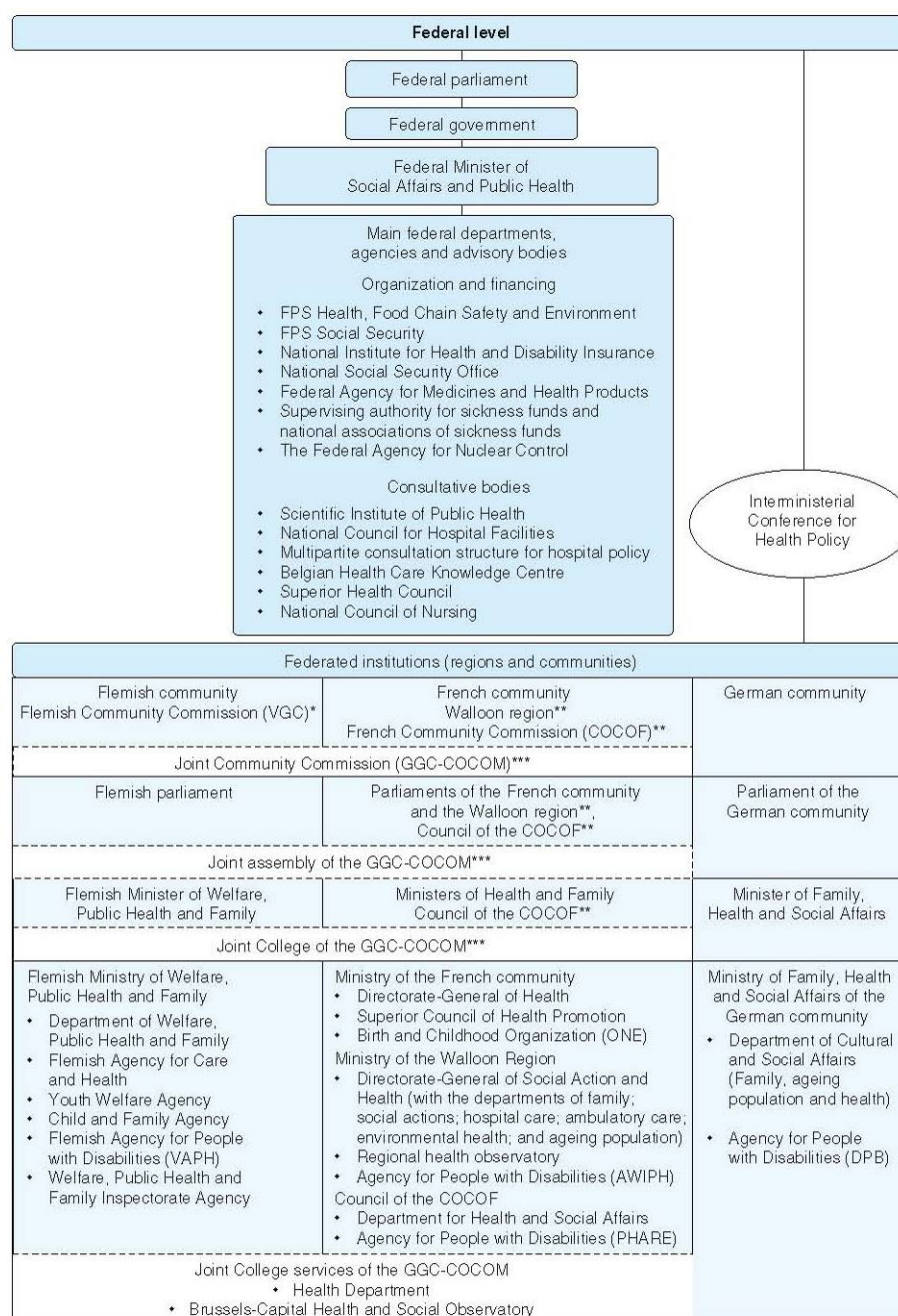 Federal level
Federal parliament
Federal government
Federal Minister of
Social Affairs and Public Health
Main federal departments,
agencies and advisory bodies
Organization and financing
• FPS Health, Food Chain Safety and Environment
• FPS Social Security
• National Institute for Health and Disability Insurance
• National Social Security Office
• Federal Agency for Medicines and Health Products
• Supervising authority for sickness funds and
national associations of sickness funds
• The Federal Agency for Nuclear Control
Consultative bodies
• Scientific Institute of Public Health
• National Council for Hospital Facilities
• Multipartite consultation structure for hospital policy
• Belgian Health Care Knowledge Centre
• Superior Health Council
• National Council of Nursing
Interministerial
Conference for
Health Policy
Federated institutions (regions and communities)
Flemish community
Flemish Community Commission (VGC)*
French community
Walloon region**
French Community Commission (COCOF)**
German community
Joint Community Commission (GGC-COCOM)***
Flemish parliament
Parliaments of the French community
and the Walloon region**,
Council of the COCOF**
Parliament of the
German community
Joint assembly of the GGC-COCOM***
Flemish Minister of Welfare,
Public Health and Family
Ministers of Health and Family
Council of the COCOF**
Minister of Family,
Health and Social Affairs
Joint College of the GGC-COCOM***
Flemish Ministry of Welfare,
Public Health and Family
• Department of Welfare,
Public Health and Family
• Flemish Agency for Care
and Health
• Youth Welfare Agency
• Child and Family Agency
• Flemish Agency for People
with Disabilities (VAPH)
• Welfare, Public Health and
Family Inspectorate Agency
Ministry of the French community
• Directorate-General of Health
• Superior Council of Health Promotion
• Birth and Childhood Organization (ONE)
Ministry of the Walloon Region
• Directorate-General of Social Action and
Health (with the departments of family;
social actions; hospital care; ambulatory care;
environmental health; and ageing population)
• Regional health observatory
• Agency for People with Disabilities (AWIPH)
Council of the COCOF
• Department for Health and Social Affairs
• Agency for People with Disabilities (PHARE)
Ministry of Family, Health
and Social Affairs of the
German community
• Department of Cultural
and Social Affairs
(Family, ageing
population and health)
• Agency for People
with Disabilities (DPB)
Joint College services of the GGC-COCOM
• Health Department
• Brussels-Capital Health and Social Observatory